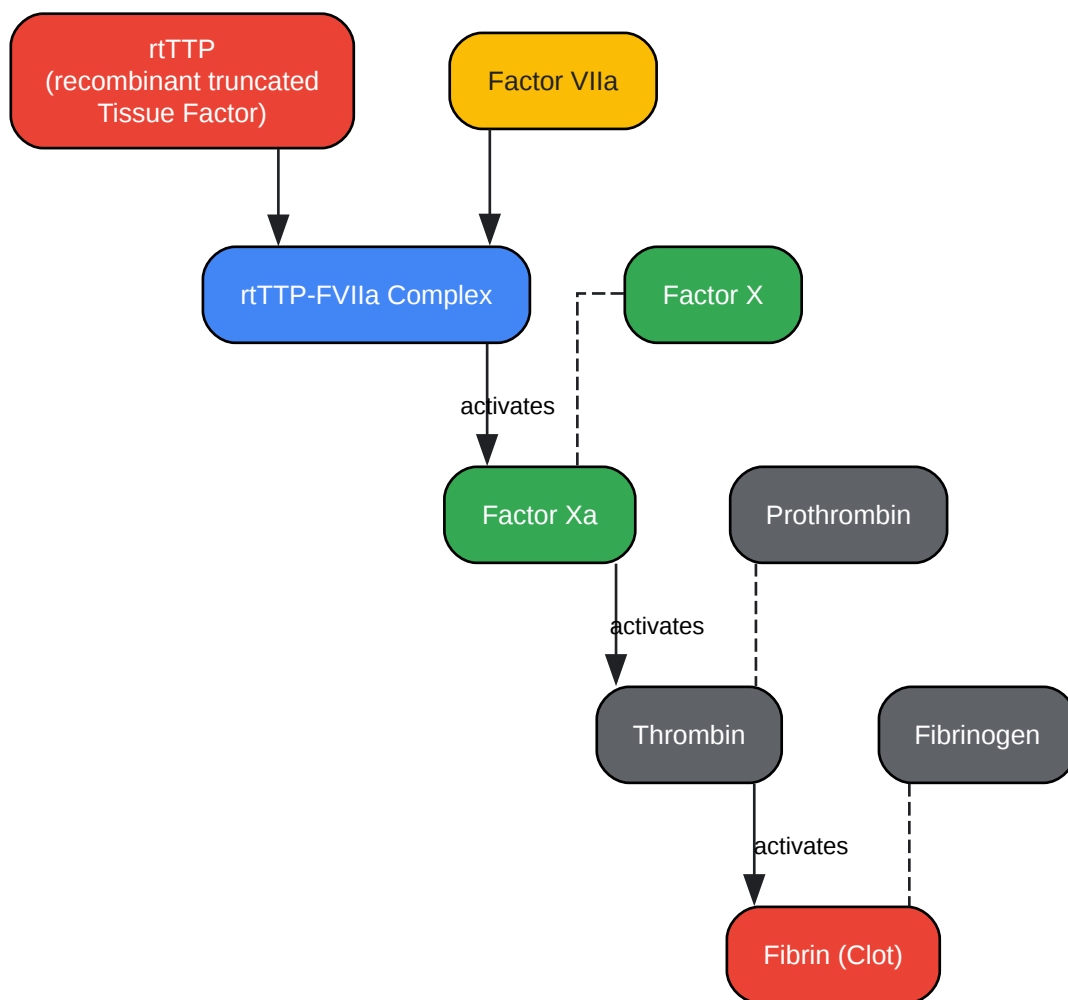 rtTTP
(recombinant truncated
Tissue Factor)
Factor VIIa
rtTTP-FVIIa Complex
Factor X
activates
Factor Xa
Prothrombin
activates
Thrombin
Fibrinogen
activates
Fibrin (Clot)